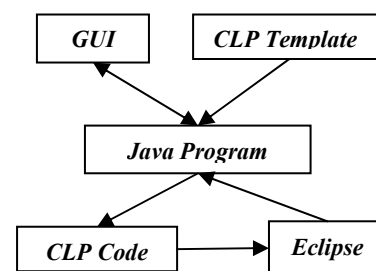 GUI
CLP Template
Java Program
CLP Code
Eclipse